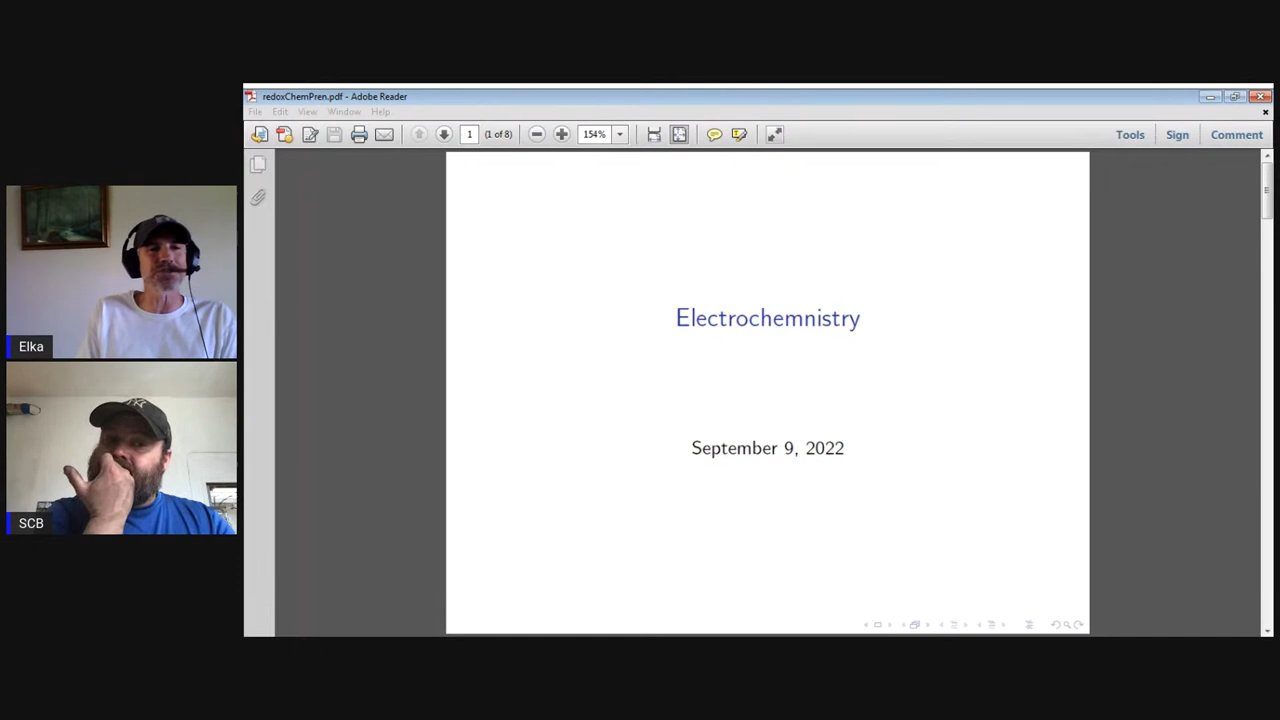 redoxChemPren.pdf - Adobe Reader
File Edit View Window Help
1 (1 of 8) 154% Tools Sign Comment
Electrochemnistry
September 9, 2022
Elka
SCB